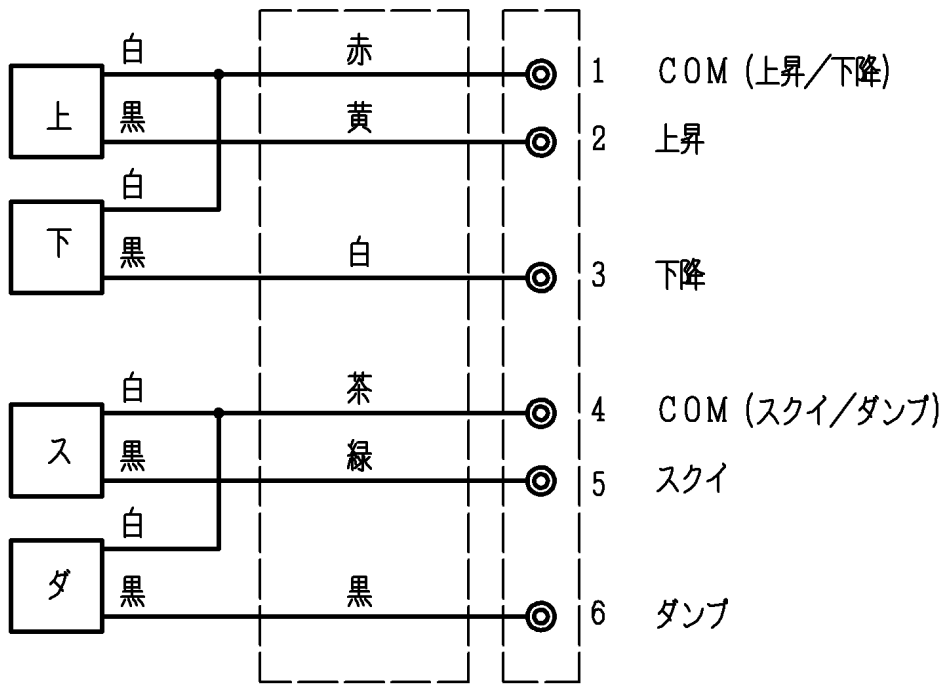 白 赤 1 COM (上昇/下降)
上 黒 黄 2 上昇
白
下 黒 白 3 下降
白 茶 4 COM (スクイ/ダンプ)
ス 黒 緑 5 スクイ
白
ダ 黒 黒 6 ダンプ